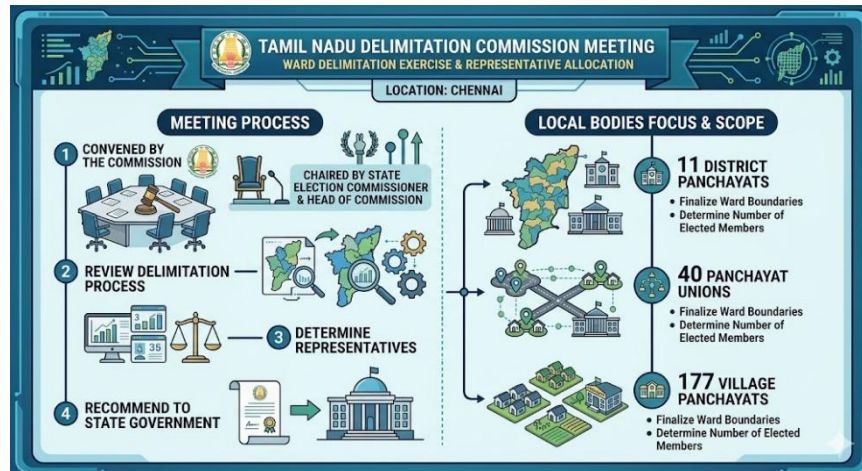 TAMIL NADU DELIMITATION COMMISSION MEETING
WARD DELIMITATION EXERCISE & REPRESENTATIVE ALLOCATION
LOCATION: CHENNAI
MEETING PROCESS
1
CONVENED BY
THE COMMISSION
CHAIRED BY STATE
ELECTION COMMISSIONER
& HEAD OF COMMISSION
2
REVIEW DELIMITATION
PROCESS
3
35
3
DETERMINE
REPRESENTATIVES
4
RECOMMEND TO
STATE GOVERNMENT
LOCAL BODIES FOCUS & SCOPE
11 DISTRICT
PANCHAYATS
• Finalize Ward Boundaries
• Determine Number of
Elected Members
40 PANCHAYAT
UNIONS
• Finalize Ward Boundaries
• Determine Number of
Elected Members
177 VILLAGE
PANCHAYATS
• Finalize Ward Boundaries
• Determine Number of Elected
Members